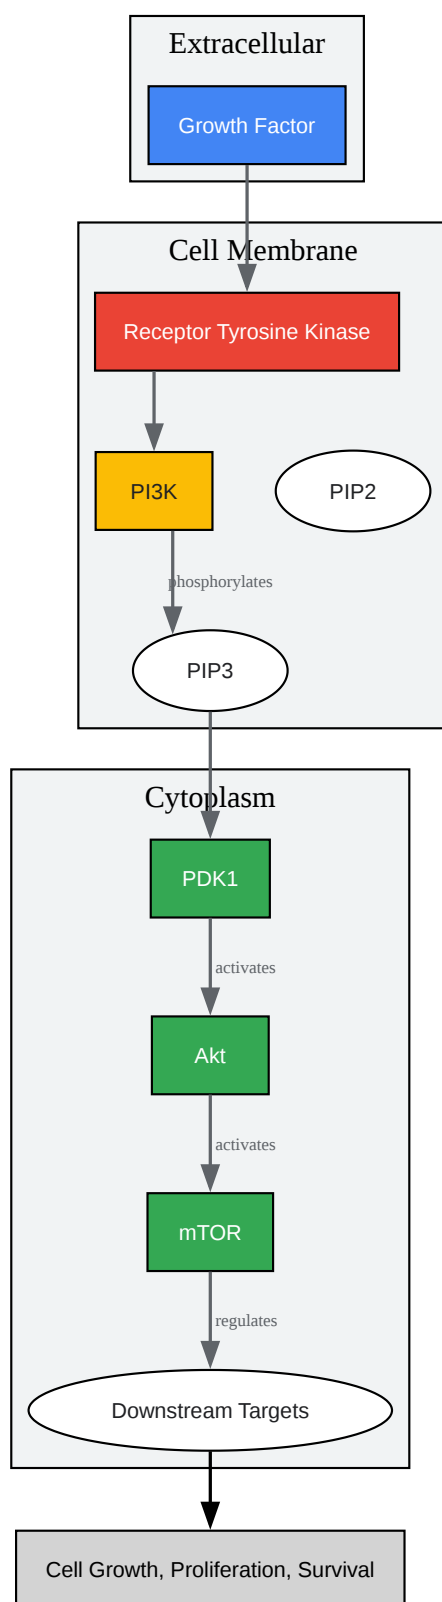 Extracellular
Growth Factor
Cell Membrane
Receptor Tyrosine Kinase
PI3K
PIP2
phosphorylates
PIP3
Cytoplasm
PDK1
activates
Akt
activates
mTOR
regulates
Downstream Targets
Cell Growth, Proliferation, Survival